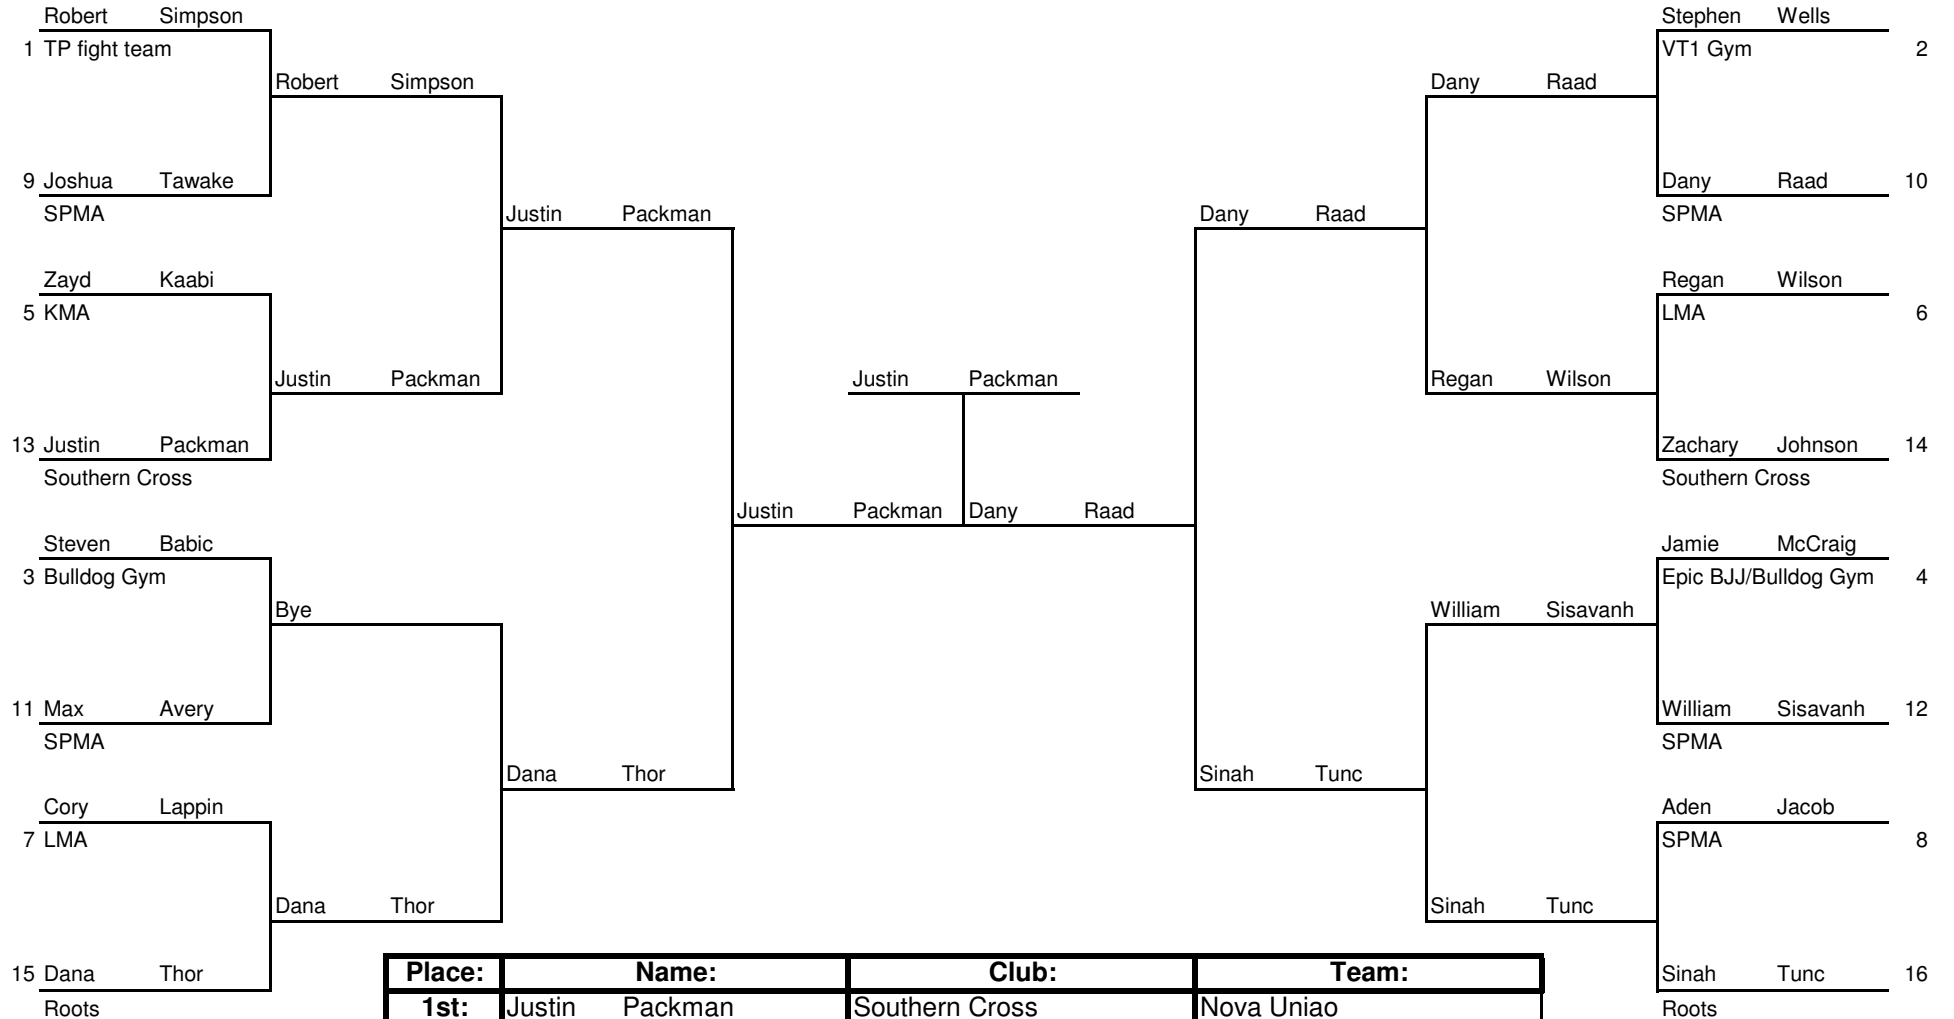 Robert Simpson
1 TP fight team
Robert Simpson
9 Joshua Tawake
SPMA
Justin Packman
Zayd Kaabi
5 KMA
Justin Packman
13 Justin Packman
Southern Cross
Steven Babic
3 Bulldog Gym
Bye
11 Max Avery
SPMA
Dana Thor
Cory Lappin
7 LMA
Dana Thor
15 Dana Thor
Roots
Justin Packman
Justin Packman
Dany Raad
Stephen Wells
VT1 Gym 2
Dany Raad
Dany Raad 10
SPMA
Dany Raad
Regan Wilson
LMA 6
Regan Wilson
Zachary Johnson 14
Southern Cross
Jamie McCraig
Epic BJJ/Bulldog Gym 4
William Sisavanh
William Sisavanh 12
SPMA
Sinah Tunc
Aden Jacob
SPMA 8
Sinah Tunc
Sinah Tunc 16
Roots
Place: Name: Club: Team:
1st: Justin Packman Southern Cross Nova Uniao